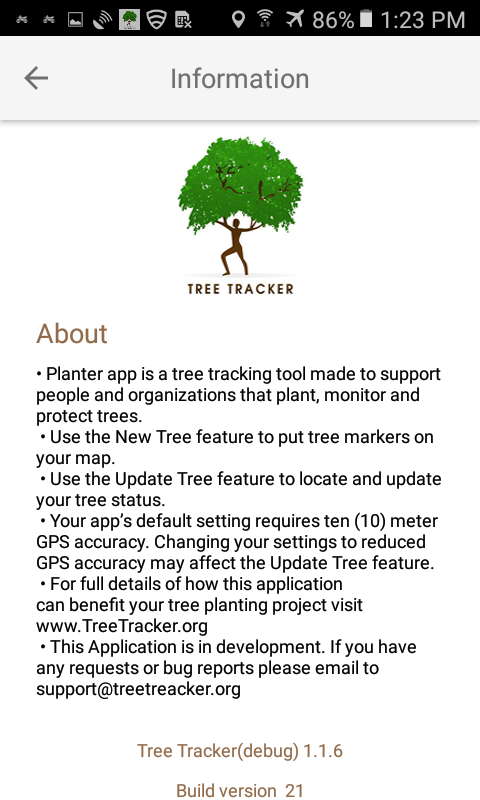 86% 1:23 PM
Information
TREE TRACKER
About
• Planter app is a tree tracking tool made to support
people and organizations that plant, monitor and
protect trees.
• Use the New Tree feature to put tree markers on
your map.
• Use the Update Tree feature to locate and update
your tree status.
• Your app’s default setting requires ten (10) meter
GPS accuracy. Changing your settings to reduced
GPS accuracy may affect the Update Tree feature.
• For full details of how this application
can benefit your tree planting project visit
www.TreeTracker.org
• This Application is in development. If you have
any requests or bug reports please email to
support@treetreacker.org
Tree Tracker(debug) 1.1.6
Build version 21